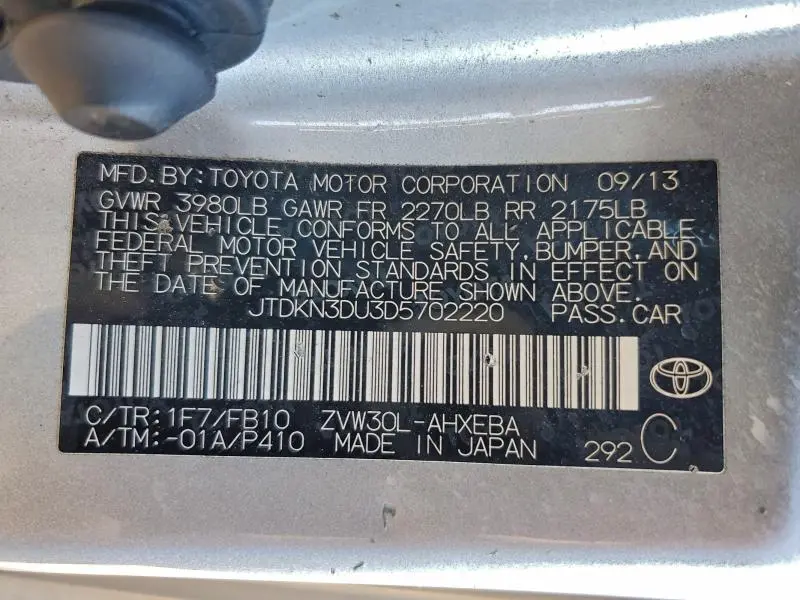 MFD. BY: TOYOTA MOTOR CORPORATION 09/13
GVWR 3980LB GAWR FR 2270LB RR 2175LB
THIS VEHICLE CONFORMS TO ALL APPLICABLE
FEDERAL MOTOR VEHICLE SAFETY, BUMPER, AND
THEFT PREVENTION STANDARDS IN EFFECT ON
THE DATE OF MANUFACTURE SHOWN ABOVE.
JTDKN3DU3D5702220 PASS. CAR
C/TR: 1F7/FB10 ZVW30L-AHXEBA
A/TM: -01A/P410 MADE IN JAPAN 292 C